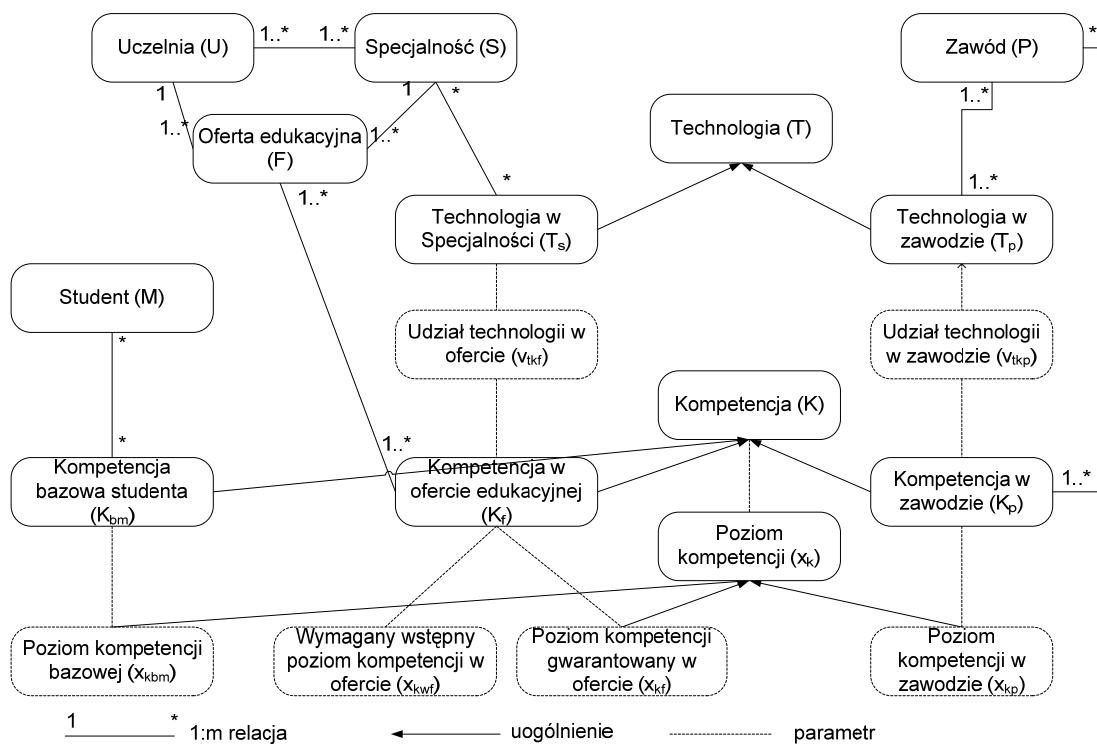 Uczelnia (U)
1..*
1..*
Specjalność (S)
Zawód (P)
*
1
1..*
Oferta edukacyjna
(F)
1
1..*
*
1..*
Technologia (T)
1..*
*
1..*
Technologia w
Specjalności (Ts)
Technologia w
zawodzie (Tp)
Student (M)
*
Udział technologii w
ofercie (vtkf)
Udział technologii
w zawodzie (vtkp)
Kompetencja (K)
*
1..*
Kompetencja
bazowa studenta
(Kbm)
Kompetencja w
ofercie edukacyjnej
(Kf)
Kompetencja w
zawodzie (Kp)
1..*
Poziom
kompetencji (xk)
Poziom kompetencji
bazowej (xkbm)
Wymagany wstępny
poziom kompetencji w
ofercie (xkwf)
Poziom kompetencji
gwarantowany w
ofercie (xkf)
Poziom
kompetencji w
zawodzie (xkp)
1
*
1:m relacja
uogólnienie
parametr